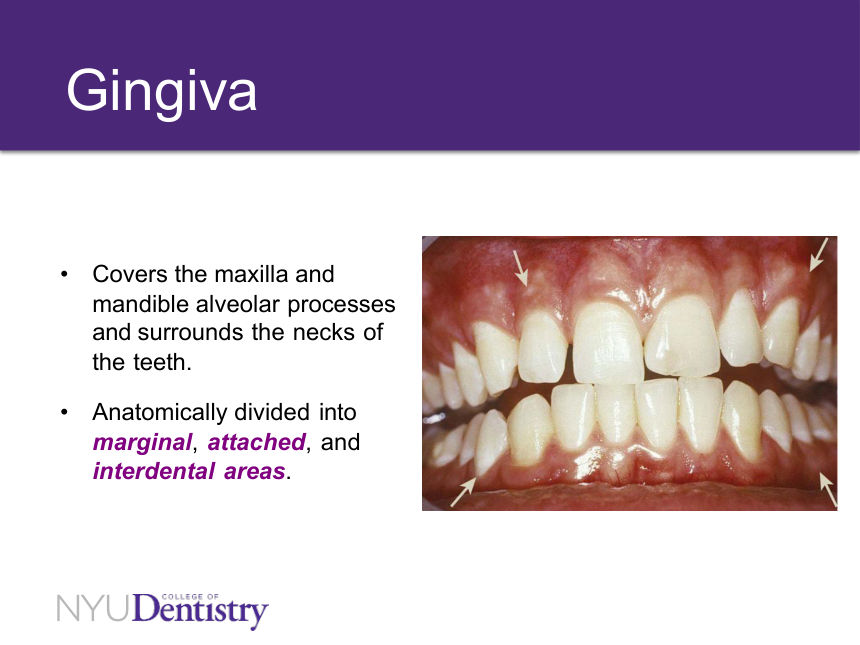 Gingiva
• Covers the maxilla and
mandible alveolar processes
and surrounds the necks of
the teeth.
• Anatomically divided into
marginal, attached, and
interdental areas.
COLLEGE OF
NYU Dentistry